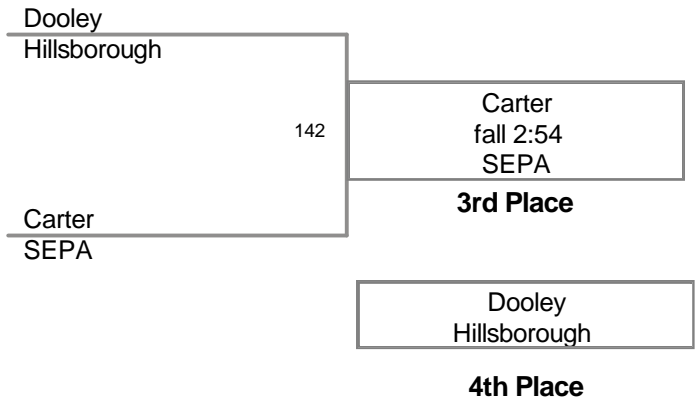 Dooley
Hillsborough
142
Carter
fall 2:54
SEPA
3rd Place
Carter
SEPA
Dooley
Hillsborough
4th Place